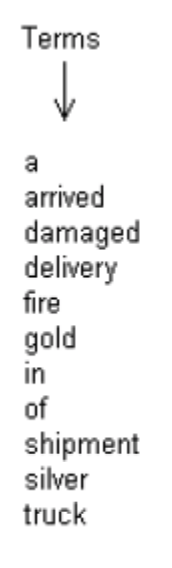 Terms
a
arrived
damaged
delivery
fire
gold
in
of
shipment
silver
truck